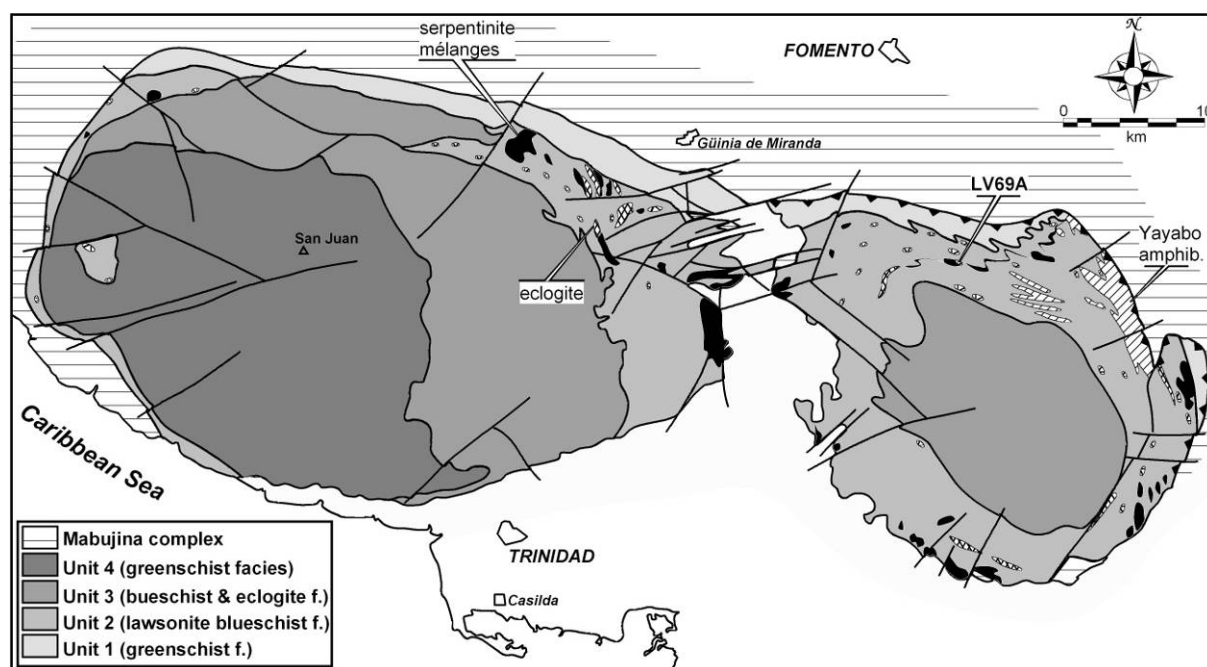 serpentinite
mélanges
FOMENTO
N
0 10
km
Güinia de Miranda
LV69A
San Juan
Yayabo
amphib.
eclogite
Caribbean Sea
Mabujina complex
Unit 4 (greenschist facies)
Unit 3 (bueschist & eclogite f.)
Unit 2 (lawsonite blueschist f.)
Unit 1 (greenschist f.)
TRINIDAD
Casilda